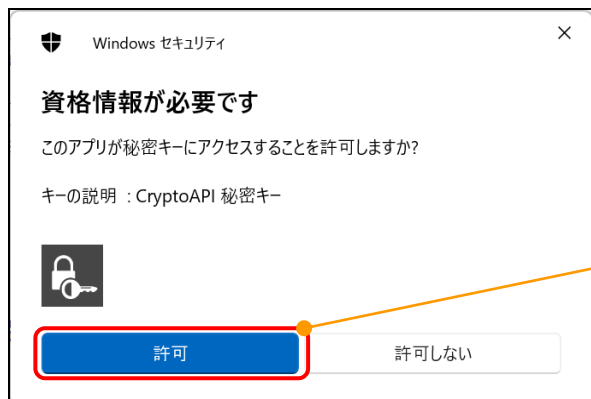 Windows セキュリティ
資格情報が必要です
このアプリが秘密キーにアクセスすることを許可しますか?
キーの説明 : CryptoAPI 秘密キー
許可
許可しない